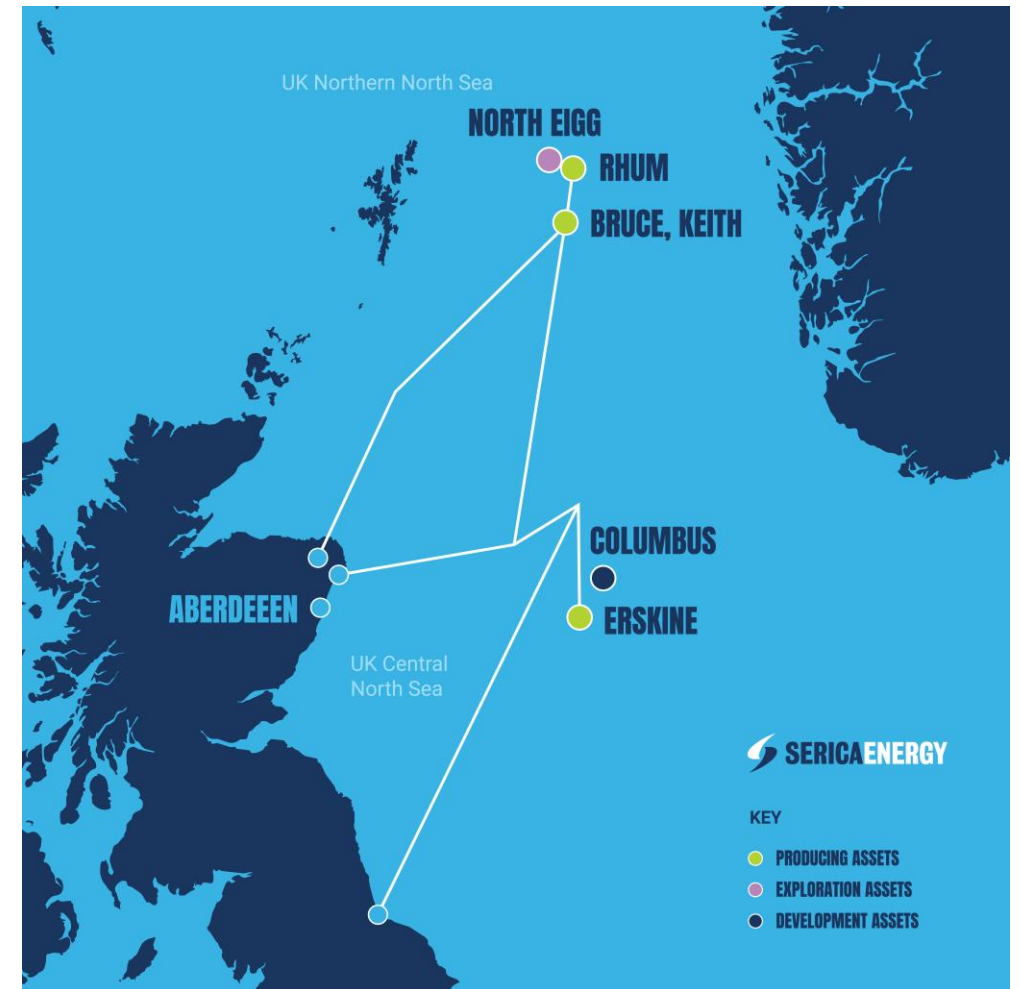 UK Northern North Sea
NORTH EIGG
RHUM
BRUCE, KEITH
COLUMBUS
ABERDEEEN
ERSKINE
UK Central
North Sea
SERICAENERGY
KEY
PRODUCING ASSETS
EXPLORATION ASSETS
DEVELOPMENT ASSETS